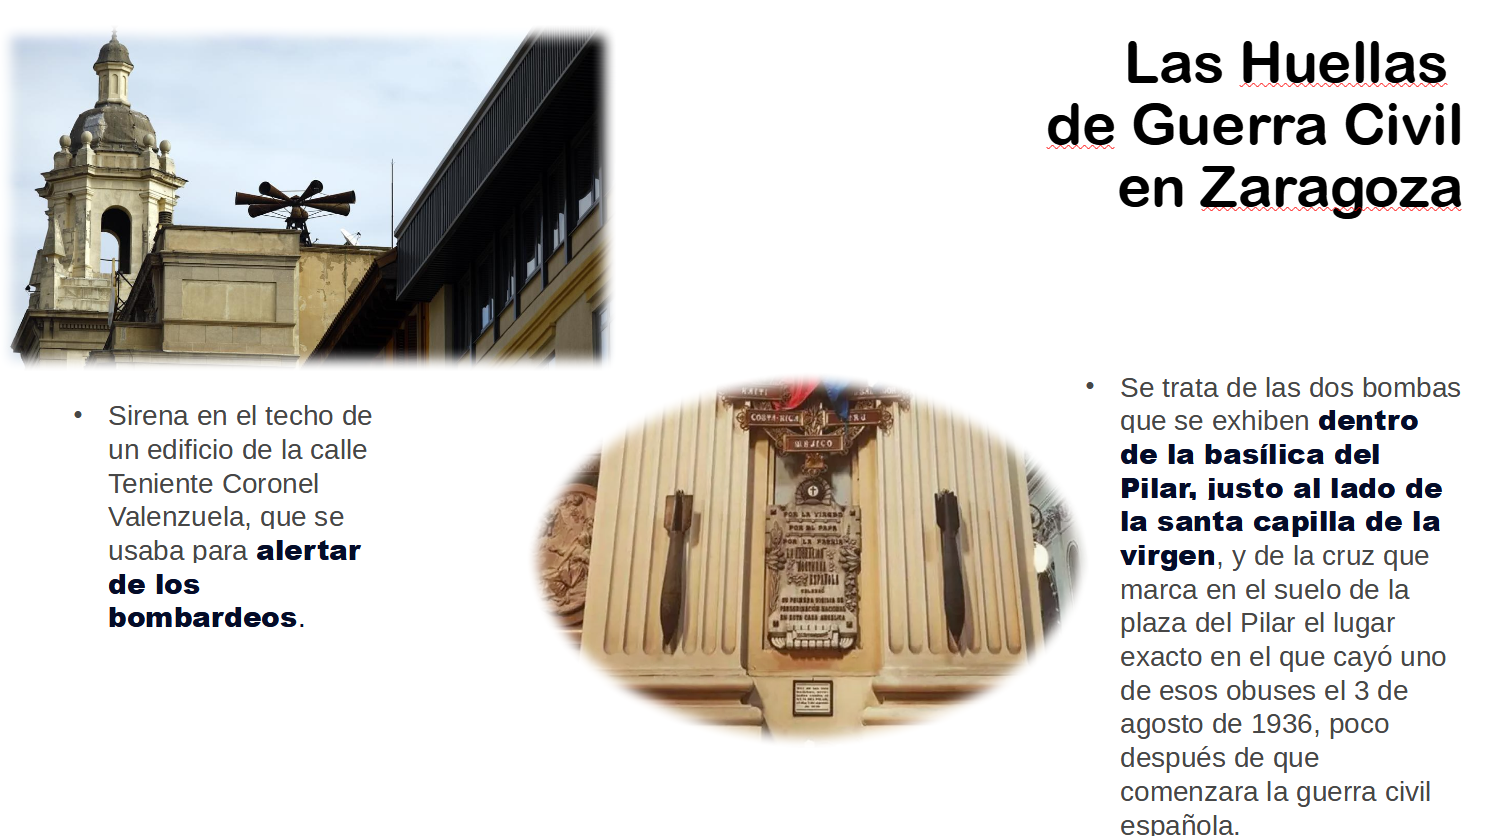 Las Huellas
de Guerra Civil
en Zaragoza
• Sirena en el techo de
un edificio de la calle
Teniente Coronel
Valenzuela, que se
usaba para alertar
de los
bombardeos.
COSTA-RICA
MEJICO
POR LA VIRGEN
POR EL PAPA
POR LA PATRIA
NOCTURNA
ESPAÑOLA
• Se trata de las dos bombas
que se exhiben dentro
de la basílica del
Pilar, justo al lado de
la santa capilla de la
virgen, y de la cruz que
marca en el suelo de la
plaza del Pilar el lugar
exacto en el que cayó uno
de esos obuses el 3 de
agosto de 1936, poco
después de que
comenzara la guerra civil
española.